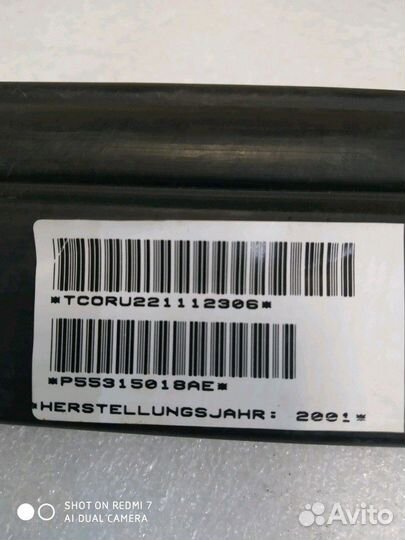 *TCORU221112306*
*P55315018AE*
*HERSTELLUNGSJAHR: 2001*
SHOT ON REDMI 7
AI DUAL CAMERA
Avito